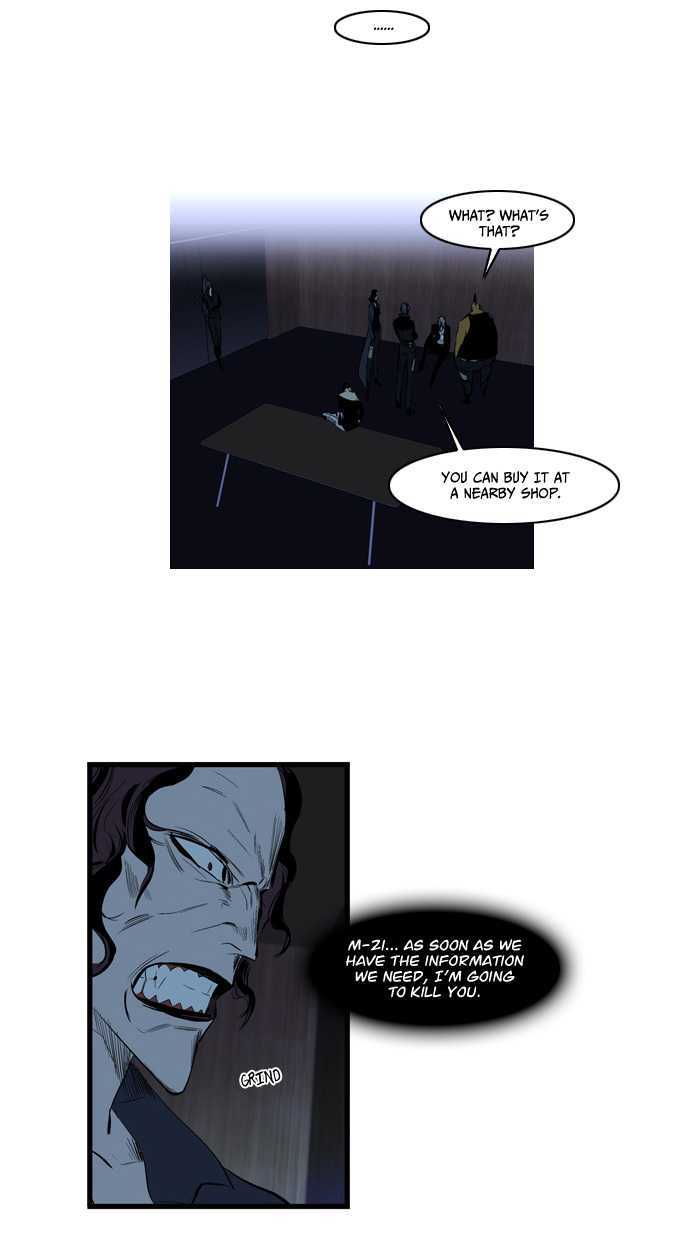 ......
WHAT? WHAT'S
THAT?
YOU CAN BUY IT AT
A NEARBY SHOP.
M-21... AS SOON AS WE
HAVE THE INFORMATION
WE NEED, I'M GOING
TO KILL YOU.
GRIND